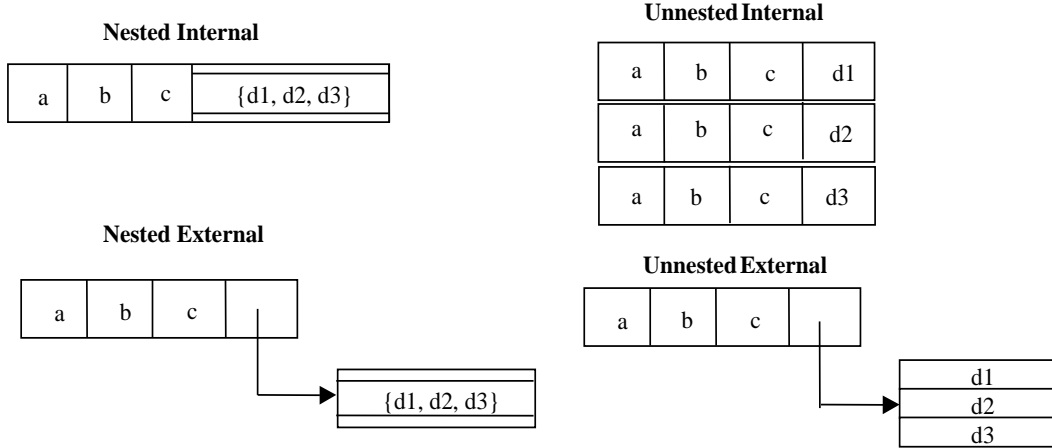 Nested Internal
a b c {d1, d2, d3}
Unnested Internal
a b c d1
a b c d2
a b c d3
Nested External
a b c
{d1, d2, d3}
Unnested External
a b c
d1
d2
d3